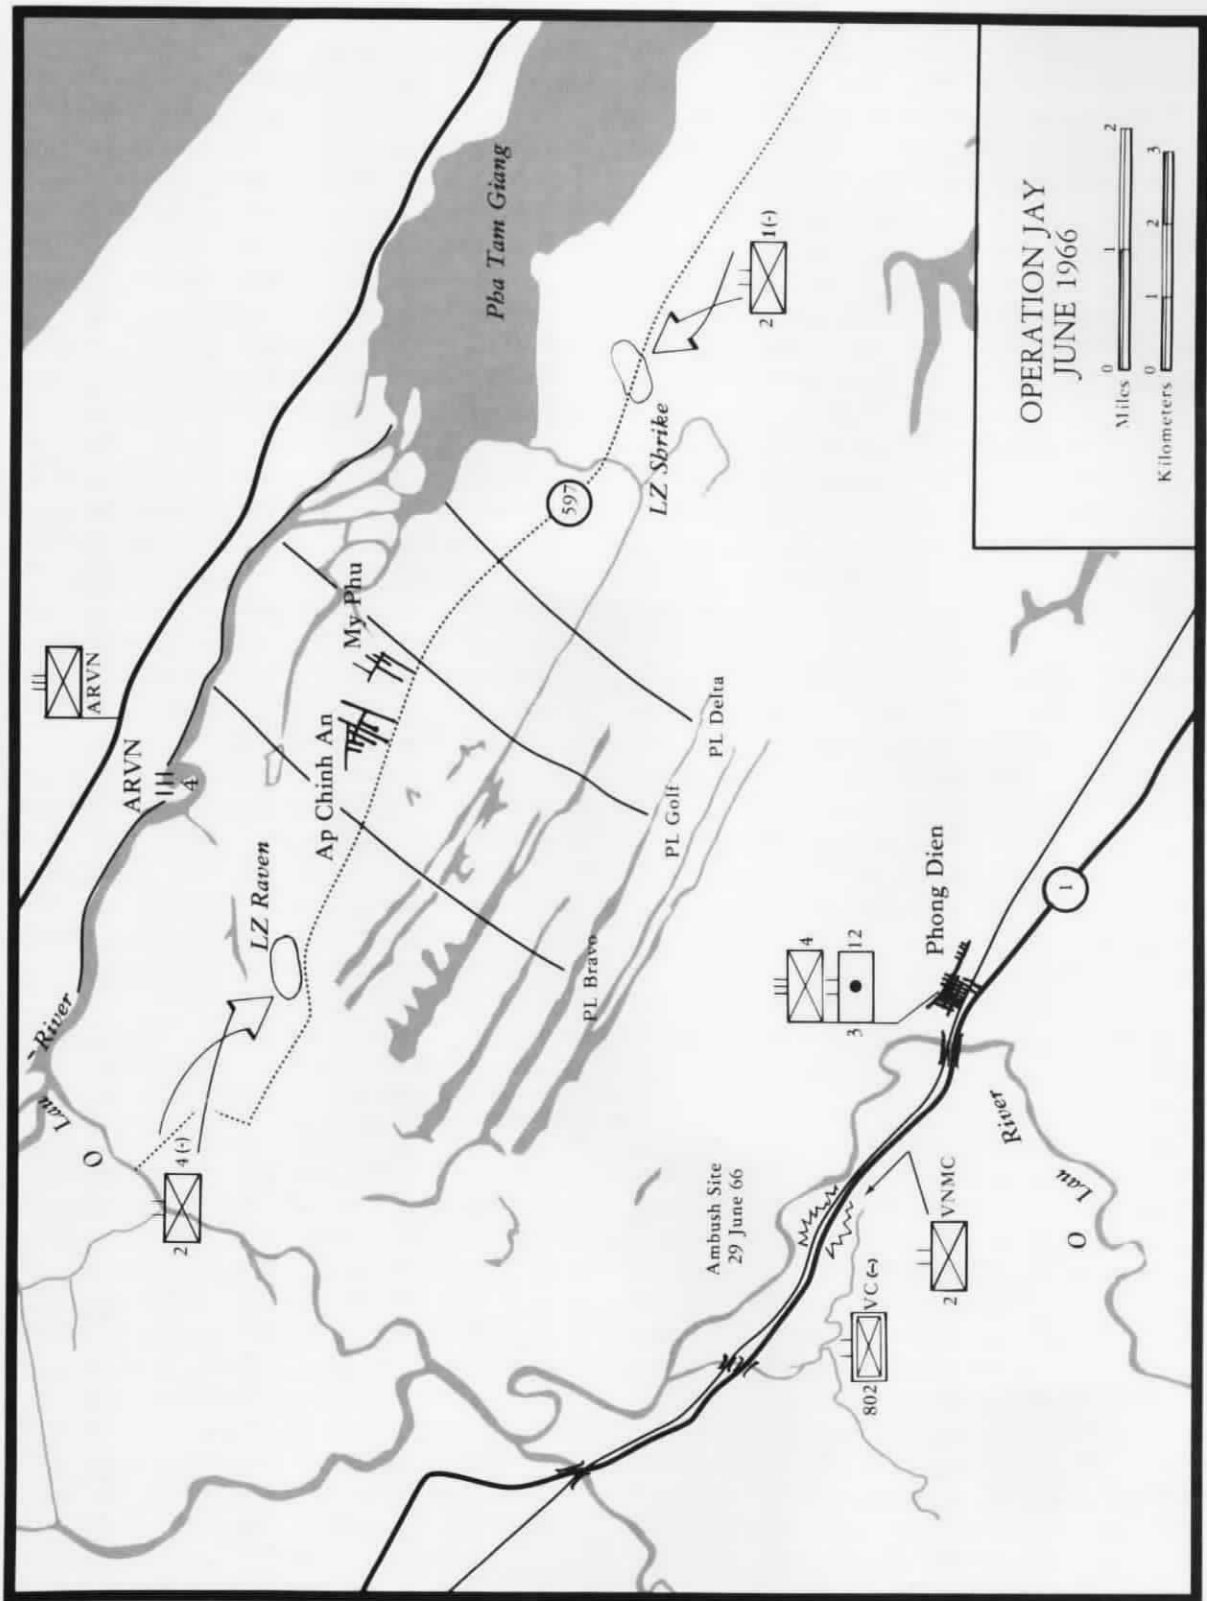 ARVN
ARVN
4
O
Lau
River
4 (-)
2
LZ Raven
Ap Chinh An
My Phu
Pha Tam Giang
597
LZ Shrike
1 (-)
2
PL Bravo
PL Golf
PL Delta
Ambush Site
29 June 66
4
12
3
Phong Dien
1
VNMC
2
VC (-)
802
O
Lau
River
OPERATION JAY
JUNE 1966
0 1 2
Miles
0 1 2 3
Kilometers